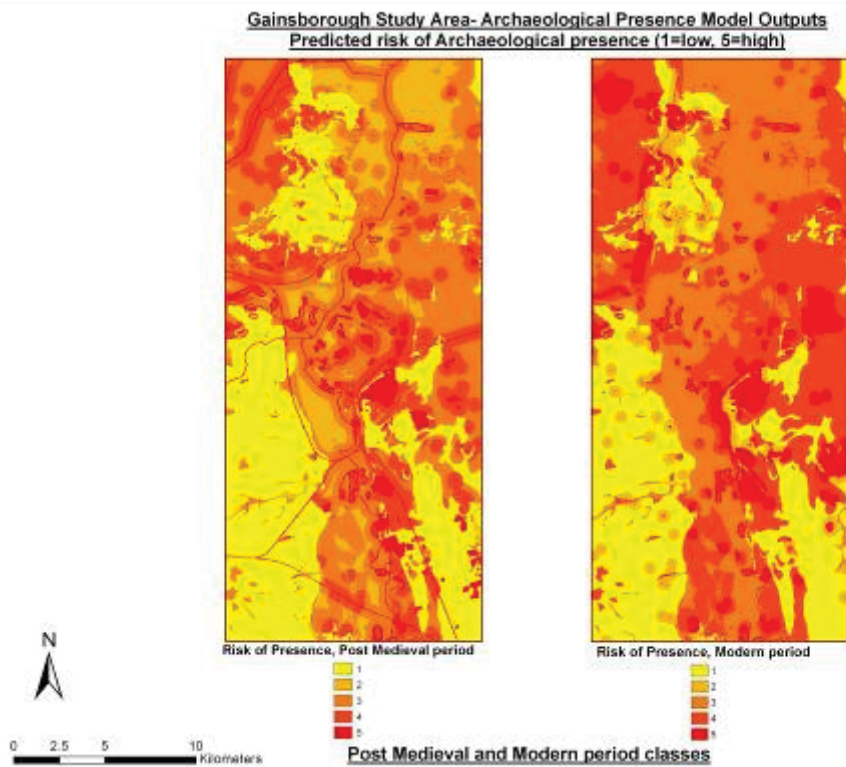 Gainsborough Study Area- Archaeological Presence Model Outputs
Predicted risk of Archaeological presence (1=low, 5=high)
Risk of Presence, Post Medieval period
1
2
3
4
5
Risk of Presence, Modern period
1
2
3
4
5
N
0 2.5 5 10
Kilometers
Post Medieval and Modern period classes